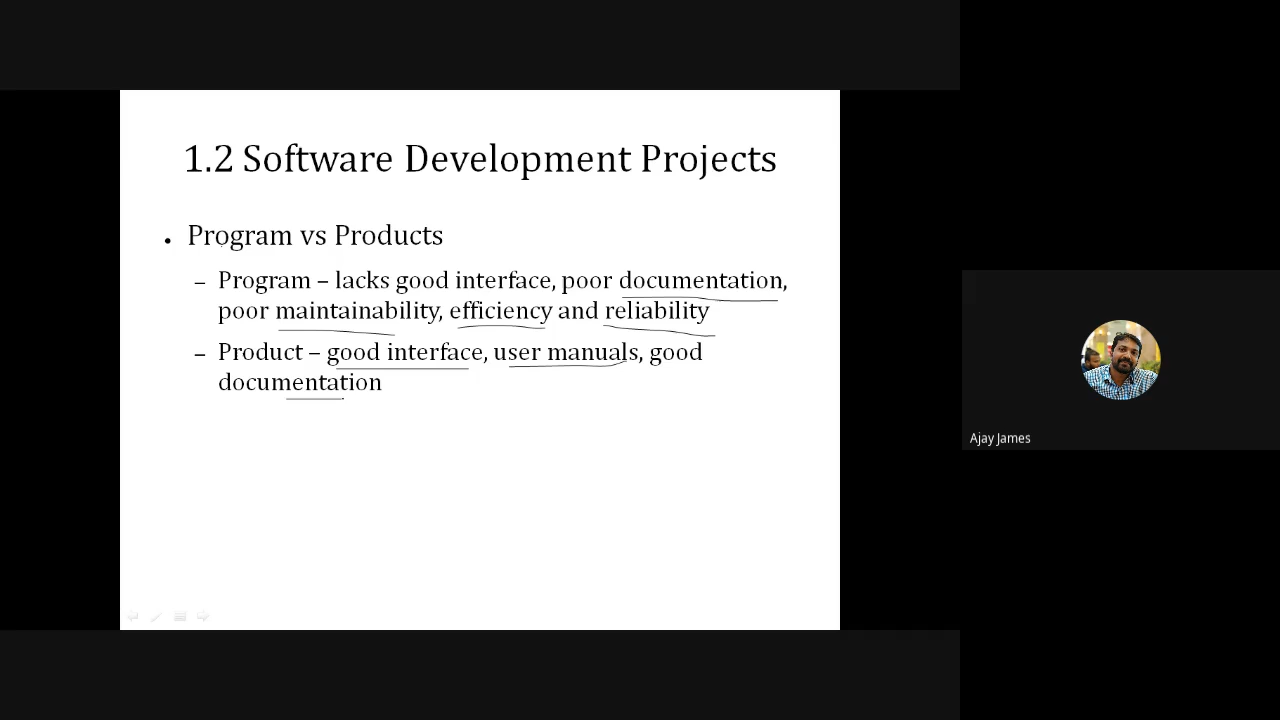 1.2 Software Development Projects
• Program vs Products
– Program – lacks good interface, poor documentation,
poor maintainability, efficiency and reliability
– Product – good interface, user manuals, good
documentation
Ajay James